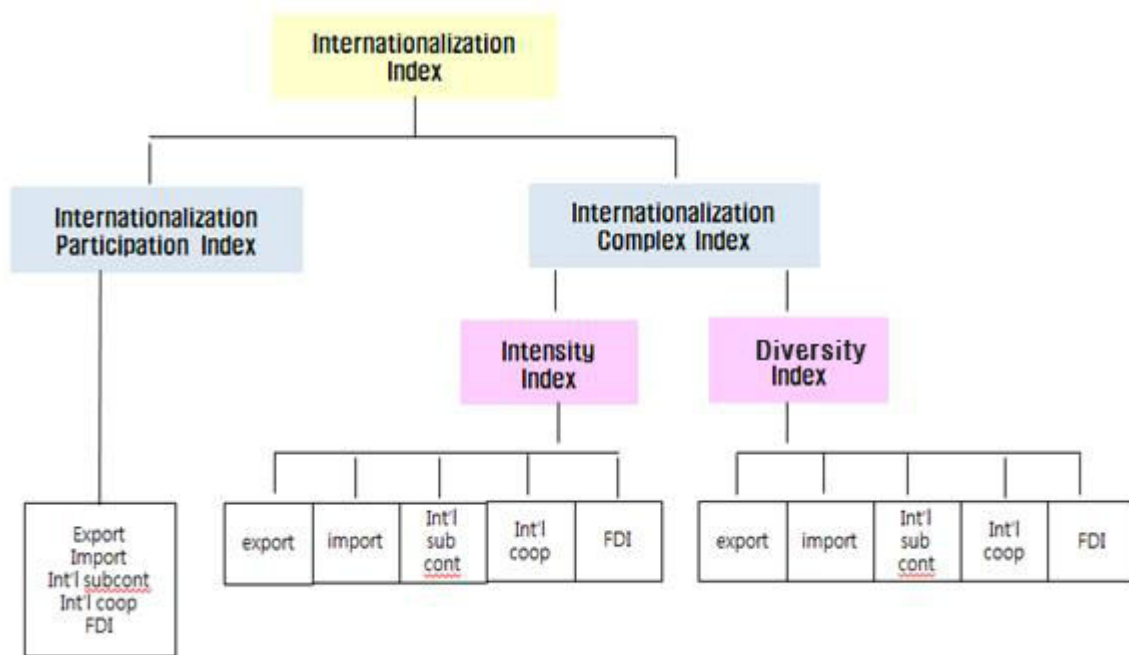 Internationalization
Index
Internationalization
Participation Index
Internationalization
Complex Index
Intensity
Index
Diversity
Index
Export
Import
Int'l subcont
Int'l coop
FDI
export
import
Int'l
sub
cont
Int'l
coop
FDI
export
import
Int'l
sub
cont
Int'l
coop
FDI